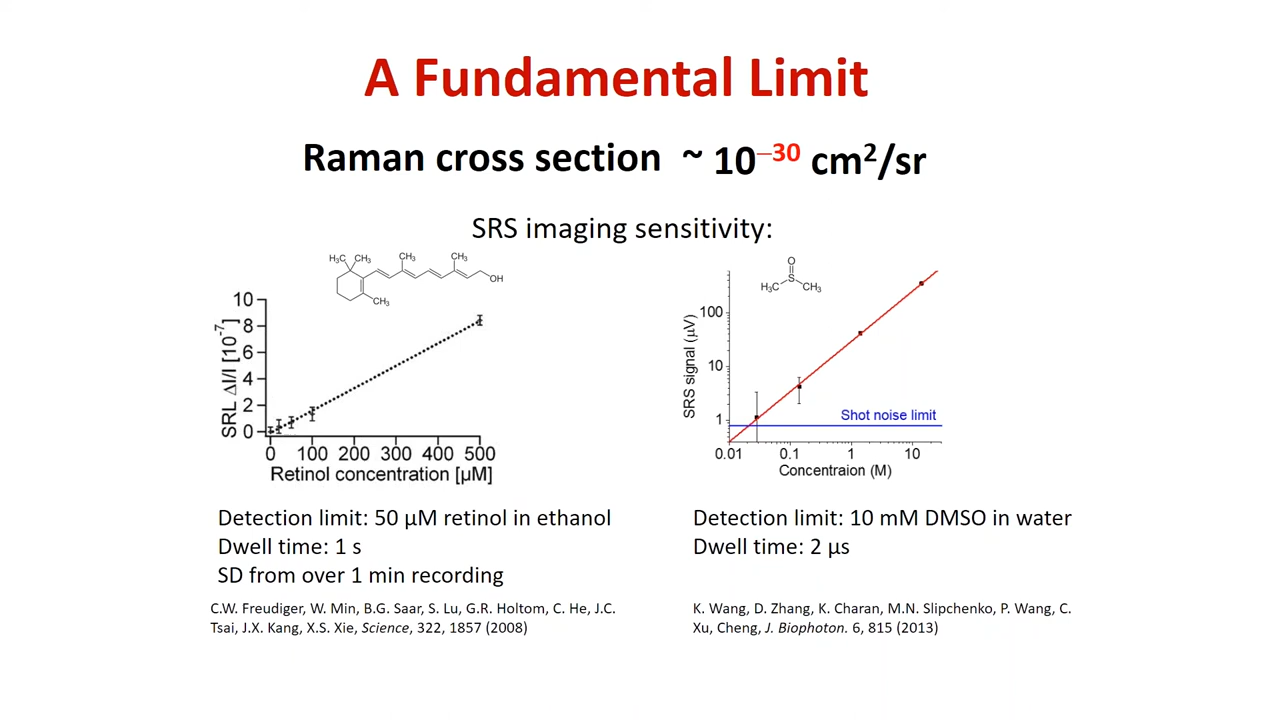 A Fundamental Limit
Raman cross section ~ 10–30 cm2/sr
SRS imaging sensitivity:
H3C CH3 CH3 CH3
OH
CH3
10
8
6
4
2
0
SRL ΔI/I [10-7]
0 100 200 300 400 500
Retinol concentration [µM]
O
S
H3C CH3
100
10
1
SRS signal (µV)
Shot noise limit
0.01 0.1 1 10
Concentraion (M)
Detection limit: 50 µM retinol in ethanol
Dwell time: 1 s
SD from over 1 min recording
Detection limit: 10 mM DMSO in water
Dwell time: 2 µs
C.W. Freudiger, W. Min, B.G. Saar, S. Lu, G.R. Holtom, C. He, J.C.
Tsai, J.X. Kang, X.S. Xie, Science, 322, 1857 (2008)
K. Wang, D. Zhang, K. Charan, M.N. Slipchenko, P. Wang, C.
Xu, Cheng, J. Biophoton. 6, 815 (2013)